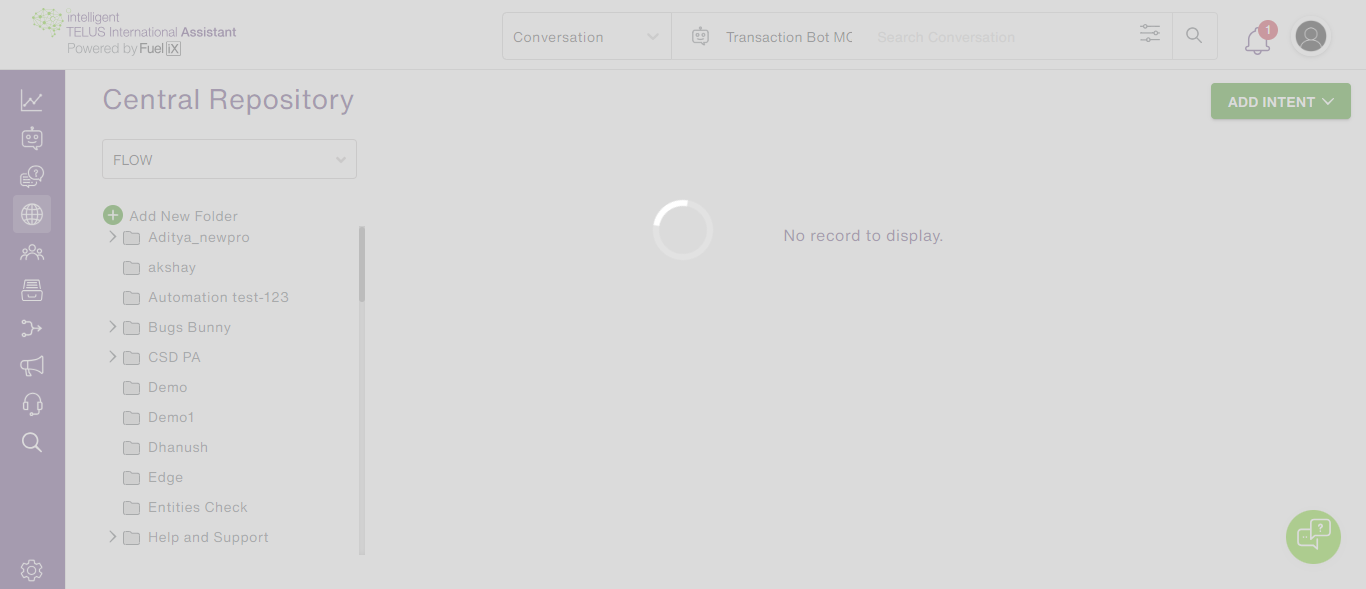 intelligent
TELUS International Assistant
Powered by Fuel iX
Conversation
Transaction Bot MC
Search Conversation
1
Central Repository
ADD INTENT
FLOW
Add New Folder
Aditya_newpro
akshay
Automation test-123
Bugs Bunny
CSD PA
Demo
Demo1
Dhanush
Edge
Entities Check
Help and Support
No record to display.